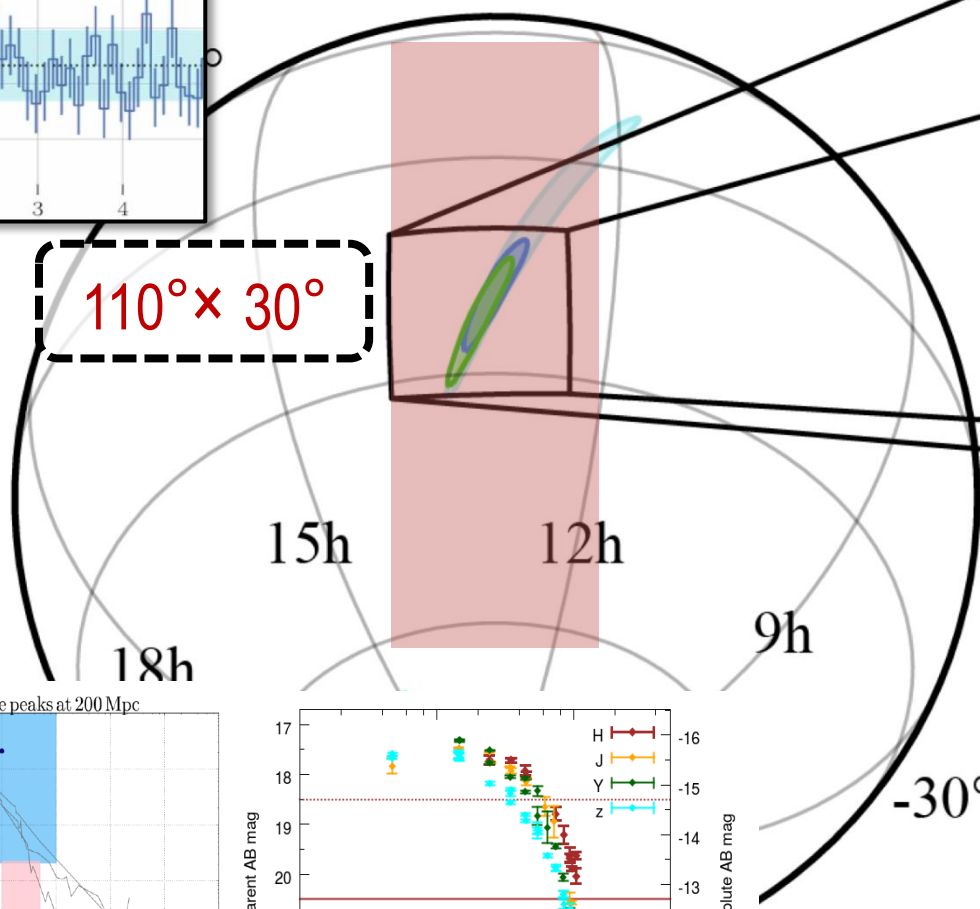 3 4
110°× 30°
15h 12h
9h
18h
-30°
e peaks at 200 Mpc
17
18
19
20
arent AB mag
H
J
Y
z
-16
-15
-14
-13
olute AB mag